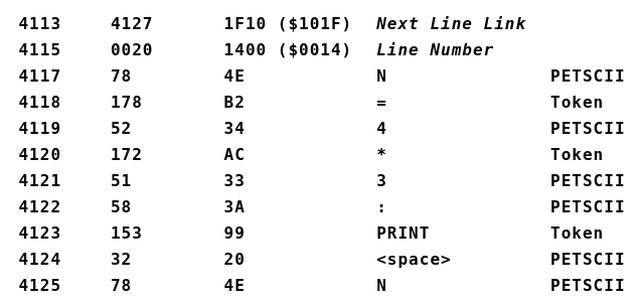 4113 4127 1F10 ($101F) Next Line Link
4115 0020 1400 ($0014) Line Number
4117 78 4E N PETSCII
4118 178 B2 = Token
4119 52 34 4 PETSCII
4120 172 AC * Token
4121 51 33 3 PETSCII
4122 58 3A : PETSCII
4123 153 99 PRINT Token
4124 32 20 <space> PETSCII
4125 78 4E N PETSCII